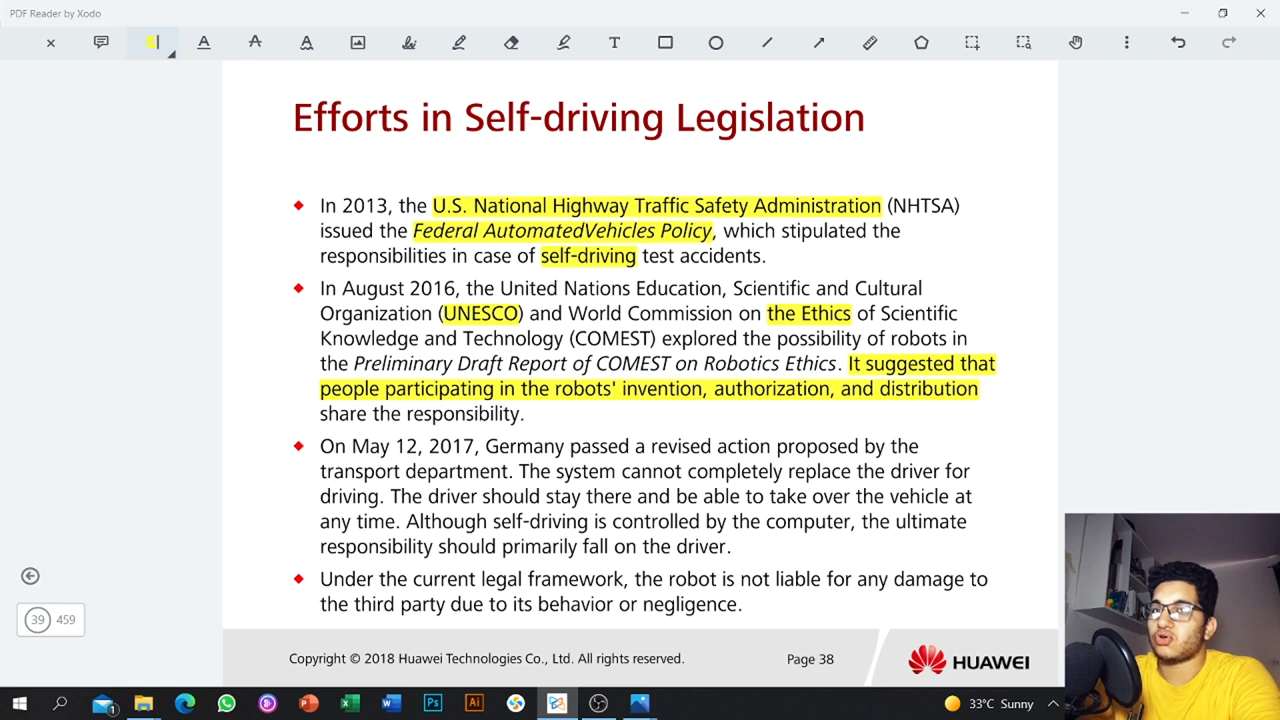 PDF Reader by Xodo
Efforts in Self-driving Legislation
In 2013, the U.S. National Highway Traffic Safety Administration (NHTSA)
issued the Federal AutomatedVehicles Policy, which stipulated the
responsibilities in case of self-driving test accidents.
In August 2016, the United Nations Education, Scientific and Cultural
Organization (UNESCO) and World Commission on the Ethics of Scientific
Knowledge and Technology (COMEST) explored the possibility of robots in
the Preliminary Draft Report of COMEST on Robotics Ethics. It suggested that
people participating in the robots' invention, authorization, and distribution
share the responsibility.
On May 12, 2017, Germany passed a revised action proposed by the
transport department. The system cannot completely replace the driver for
driving. The driver should stay there and be able to take over the vehicle at
any time. Although self-driving is controlled by the computer, the ultimate
responsibility should primarily fall on the driver.
Under the current legal framework, the robot is not liable for any damage to
the third party due to its behavior or negligence.
39 459
Copyright © 2018 Huawei Technologies Co., Ltd. All rights reserved.
Page 38
HUAWEI
33°C Sunny